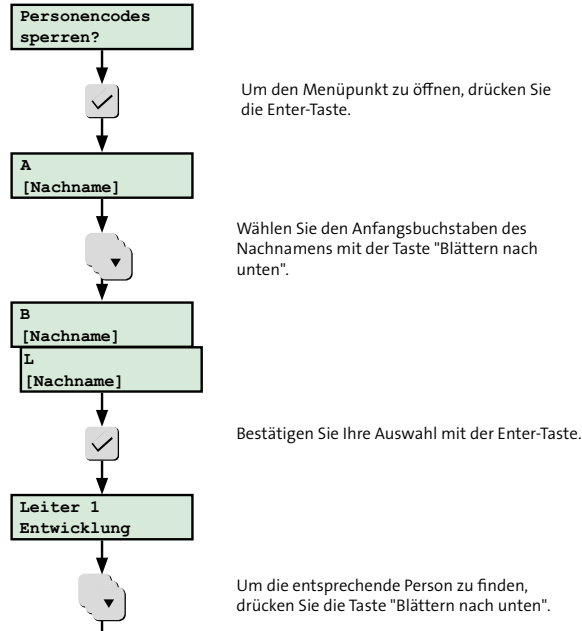 Personencodes
sperren?
Um den Menüpunkt zu öffnen, drücken Sie
die Enter-Taste.
A
[Nachname]
Wählen Sie den Anfangsbuchstaben des
Nachnamens mit der Taste "Blättern nach
unten".
B
[Nachname]
L
[Nachname]
Bestätigen Sie Ihre Auswahl mit der Enter-Taste.
Leiter 1
Entwicklung
Um die entsprechende Person zu finden,
drücken Sie die Taste "Blättern nach unten".